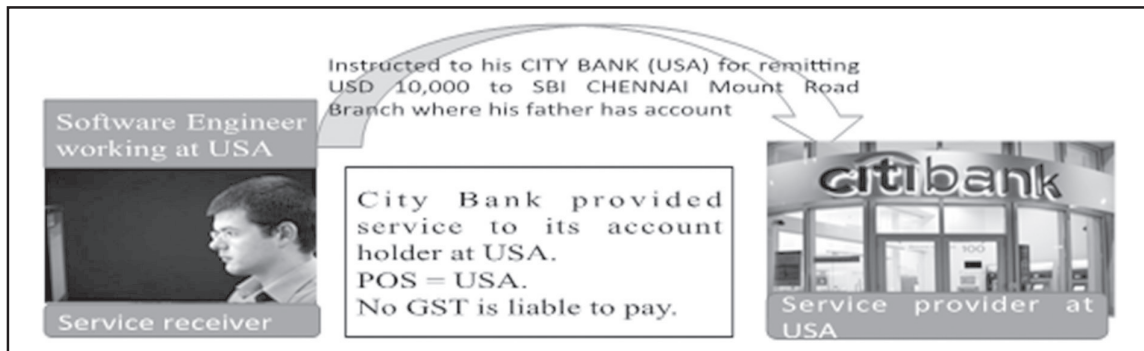 Instructed to his CITY BANK (USA) for remitting
USD 10,000 to SBI CHENNAI Mount Road
Branch where his father has account
Software Engineer
working at USA
City Bank provided
service to its account
holder at USA.
POS = USA.
No GST is liable to pay.
citibank
100
Service receiver
Service provider at
USA